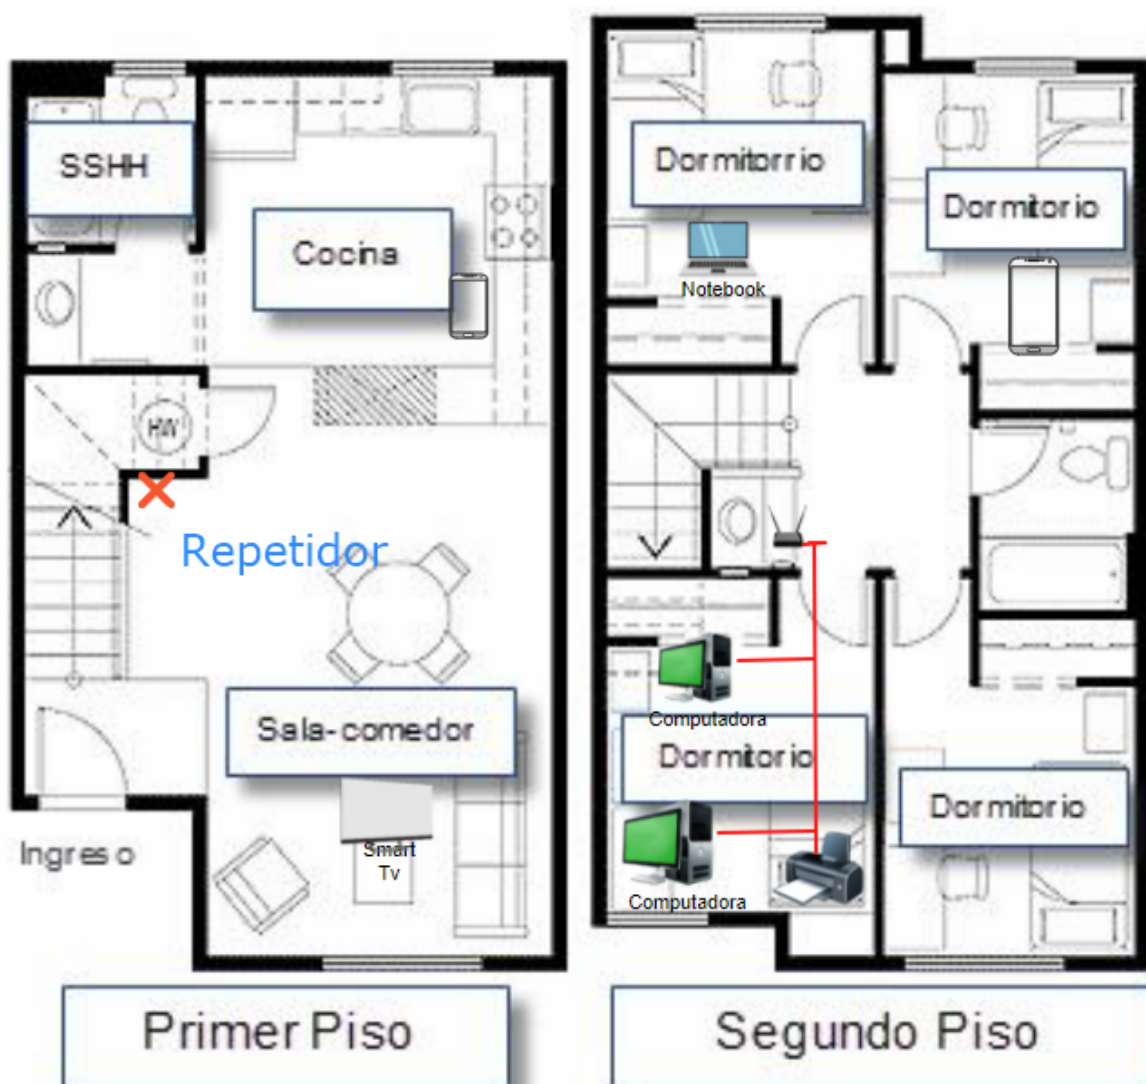 SSHH
Cocina
HW
Repetidor
Sala-comedor
Smart
Tv
Ingreso
Primer Piso
Dormitorrio
Dormitorio
Notebook
Computadora
Dormitorio
Dormitorio
Computadora
Segundo Piso